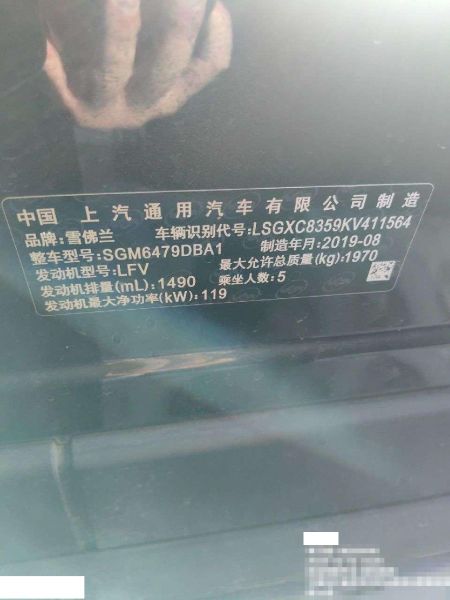 中国 上汽通用汽车有限公司制造
品牌:雪佛兰 车辆识别代号:LSGXC8359KV411564
整车型号:SGM6479DBA1 制造年月:2019-08
发动机型号:LFV 最大允许总质量(kg):1970
发动机排量(mL):1490 乘坐人数:5
发动机最大净功率(kW):119